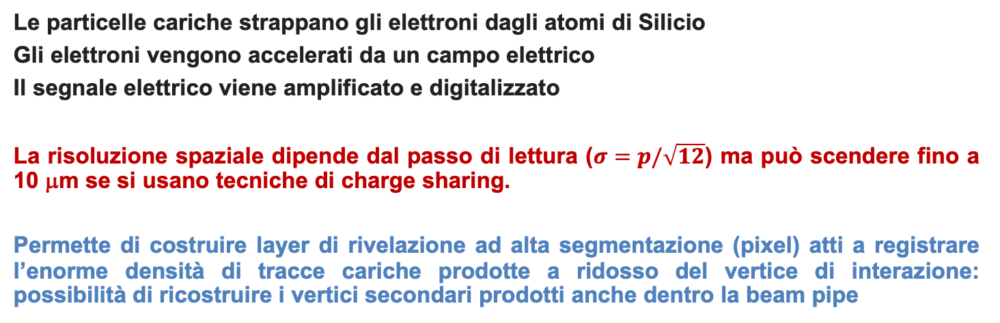 Le particelle cariche strappano gli elettroni dagli atomi di Silicio
Gli elettroni vengono accelerati da un campo elettrico
Il segnale elettrico viene amplificato e digitalizzato
La risoluzione spaziale dipende dal passo di lettura (σ = p/√12) ma può scendere fino a
10 μm se si usano tecniche di charge sharing.
Permette di costruire layer di rivelazione ad alta segmentazione (pixel) atti a registrare
l’enorme densità di tracce cariche prodotte a ridosso del vertice di interazione:
possibilità di ricostruire i vertici secondari prodotti anche dentro la beam pipe